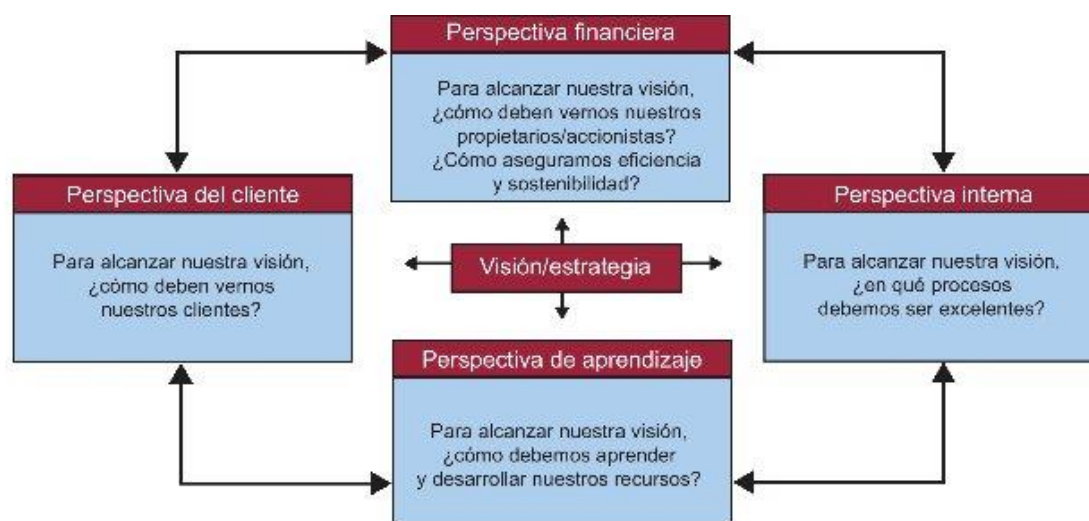 Perspectiva financiera
Para alcanzar nuestra visión,
¿cómo deben vernos nuestros
propietarios/accionistas?
¿Cómo aseguramos eficiencia
y sostenibilidad?
Perspectiva del cliente
Para alcanzar nuestra visión,
¿cómo deben vernos
nuestros clientes?
Visión/estrategia
Perspectiva interna
Para alcanzar nuestra visión,
¿en qué procesos
debemos ser excelentes?
Perspectiva de aprendizaje
Para alcanzar nuestra visión,
¿cómo debemos aprender
y desarrollar nuestros recursos?